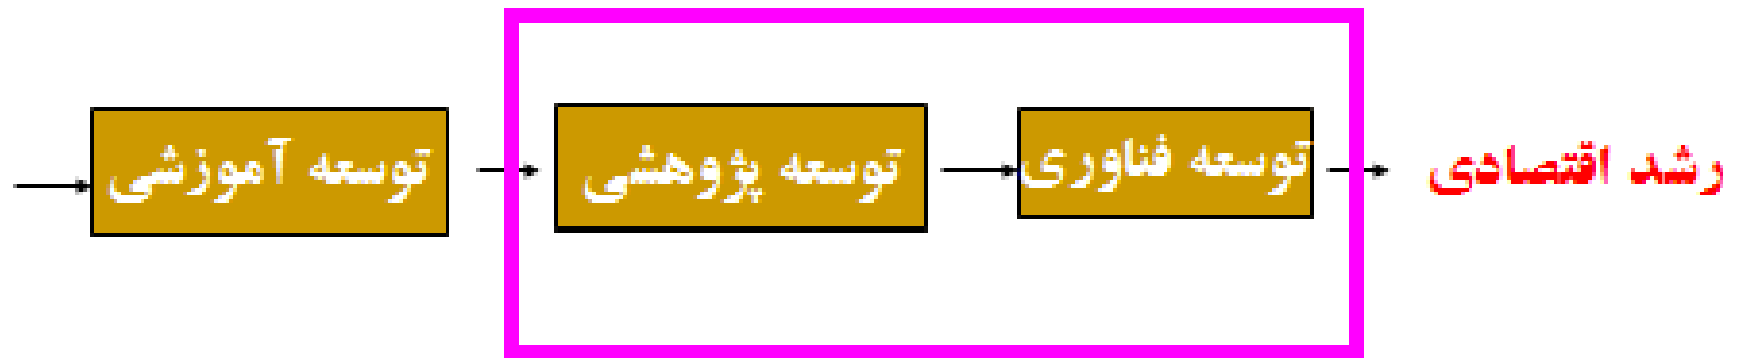 توسعه آموزشی
توسعه پژوهشی
توسعه فناوری
رشد اقتصادی